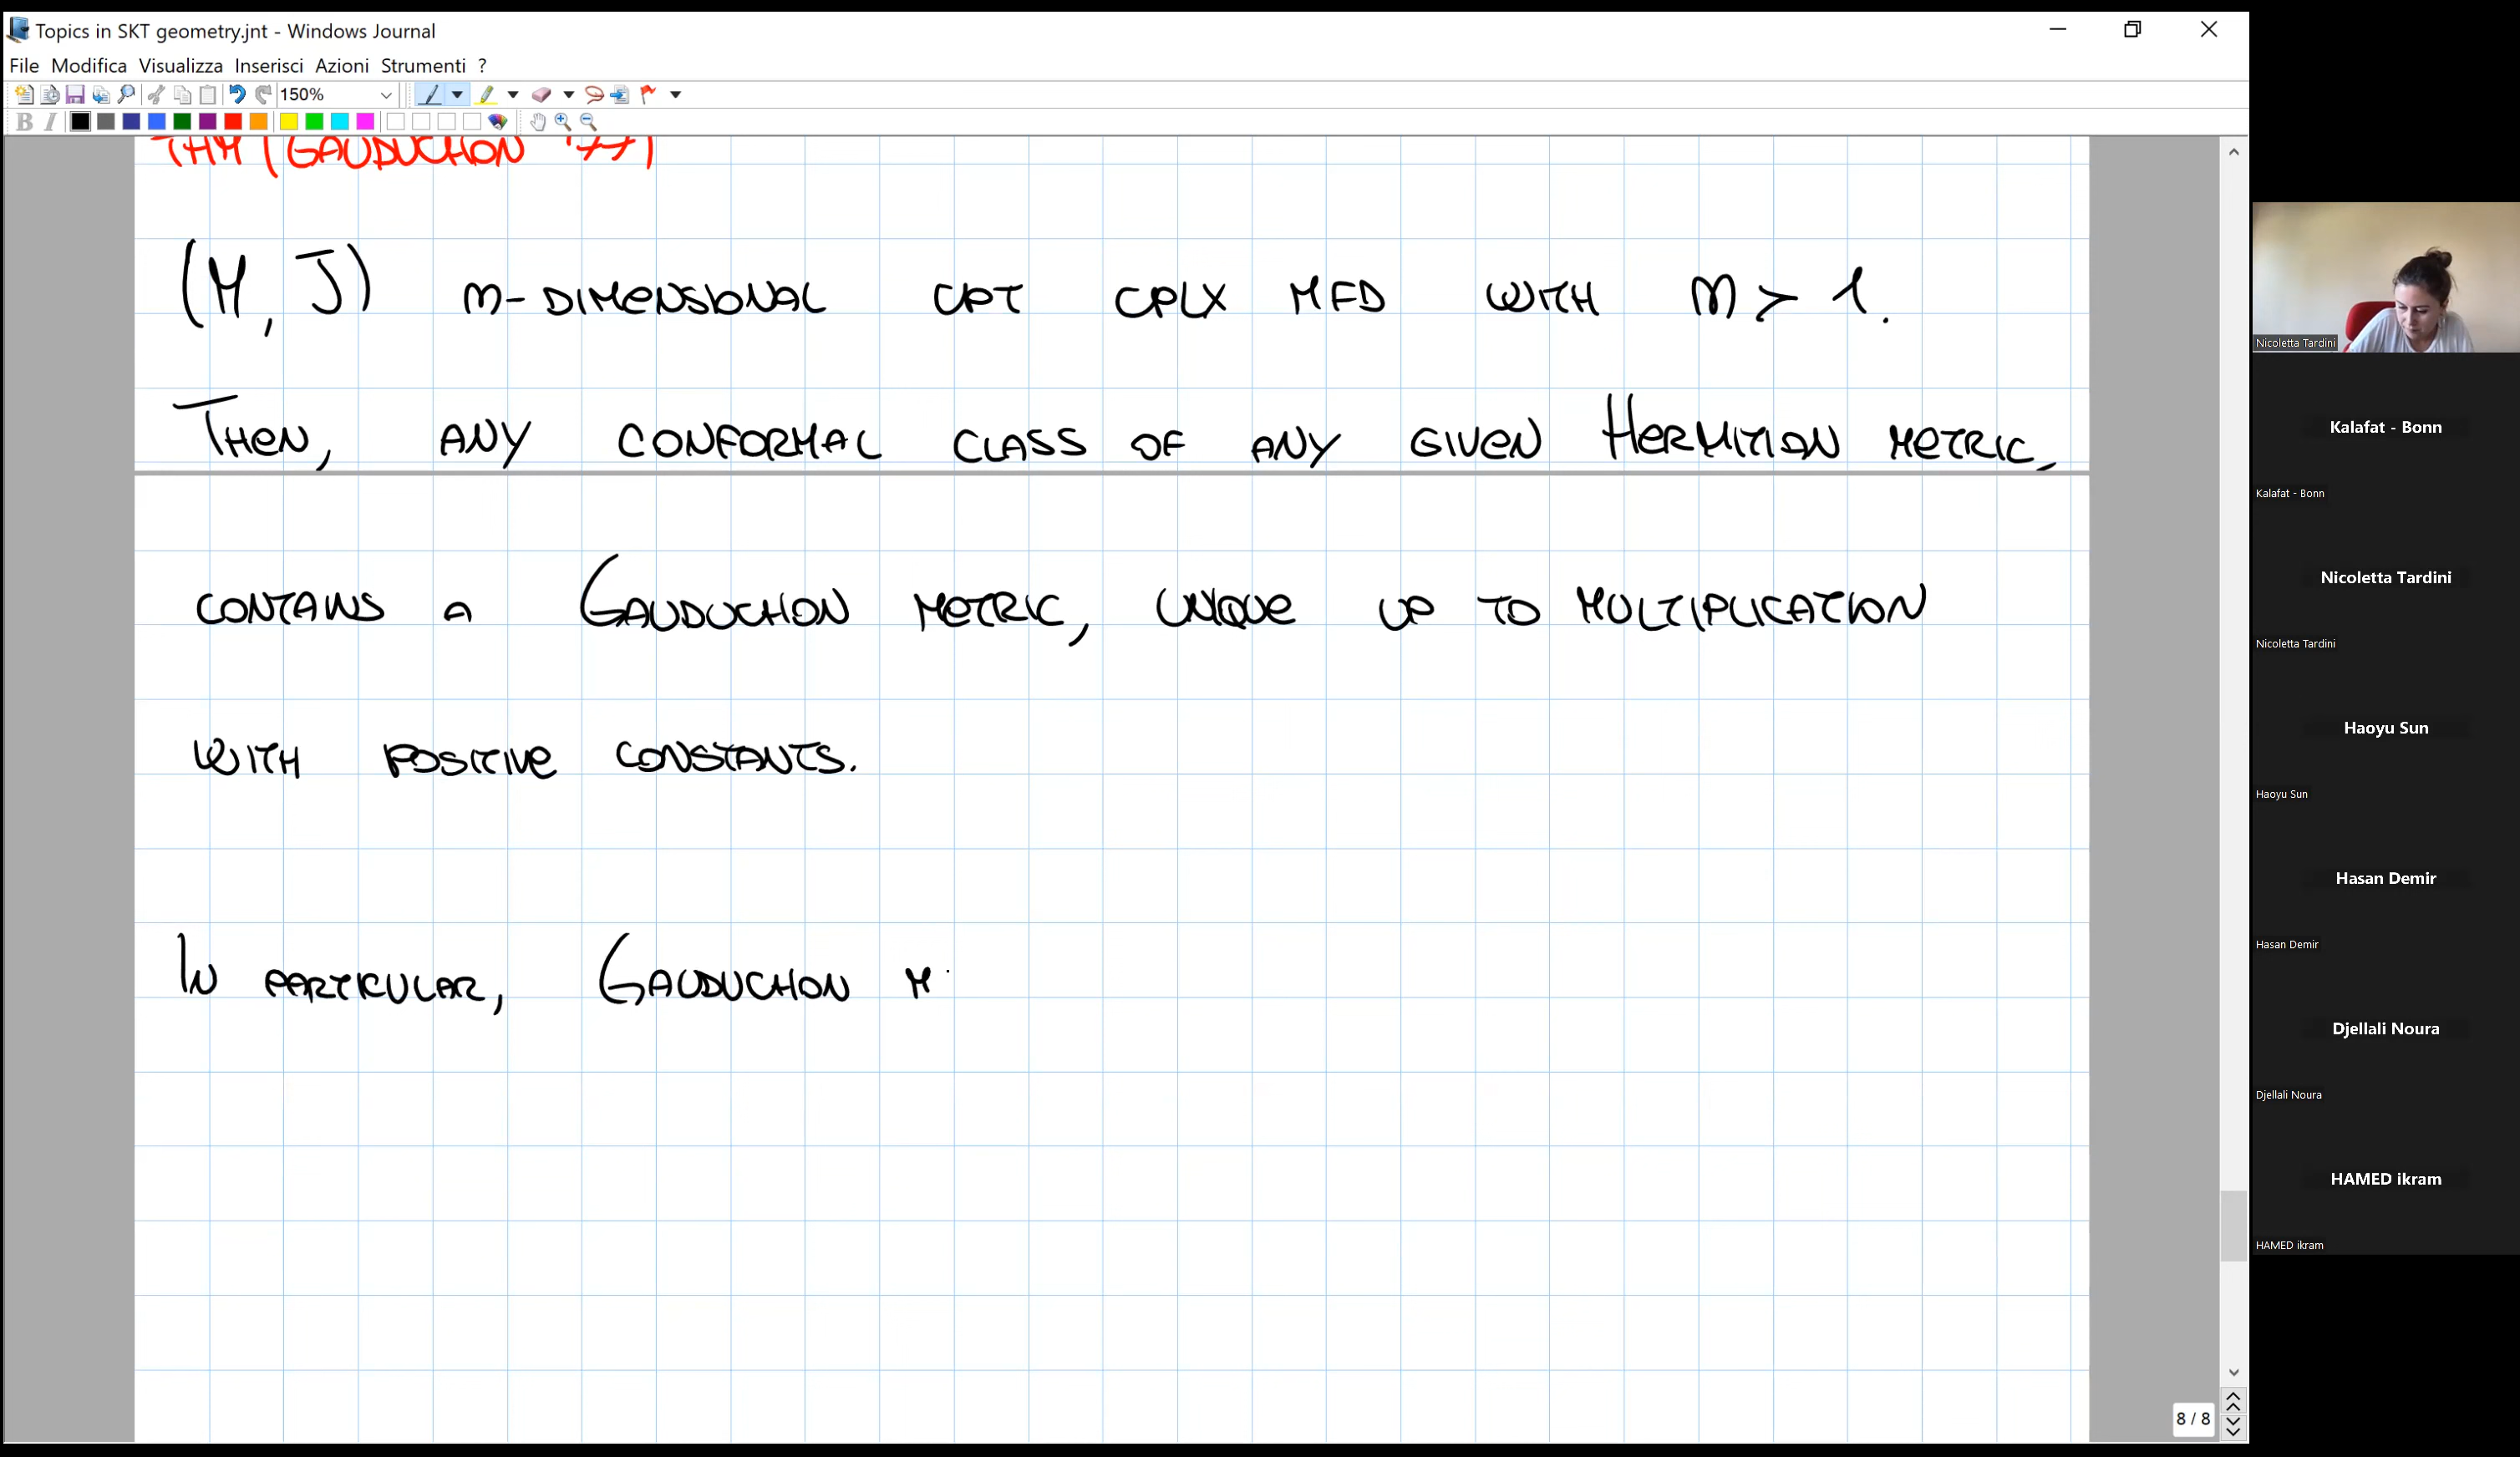 Topics in SKT geometry.jnt - Windows Journal
File Modifica Visualizza Inserisci Azioni Strumenti ?
150%
B I
THM (GAUDUCHON '77)
(M, J) n-DIMENSIONAL CPT CPLX MFD WITH n > 1.
THEN, ANY CONFORMAL CLASS OF ANY GIVEN HERMITIAN METRIC,
CONTAINS A GAUDUCHON METRIC, UNIQUE UP TO MULTIPLICATION
WITH POSITIVE CONSTANTS.
IN PARTICULAR, GAUDUCHON M
8 / 8
Nicoletta Tardini
Kalafat - Bonn
Kalafat - Bonn
Nicoletta Tardini
Nicoletta Tardini
Haoyu Sun
Haoyu Sun
Hasan Demir
Hasan Demir
Djellali Noura
Djellali Noura
HAMED ikram
HAMED ikram